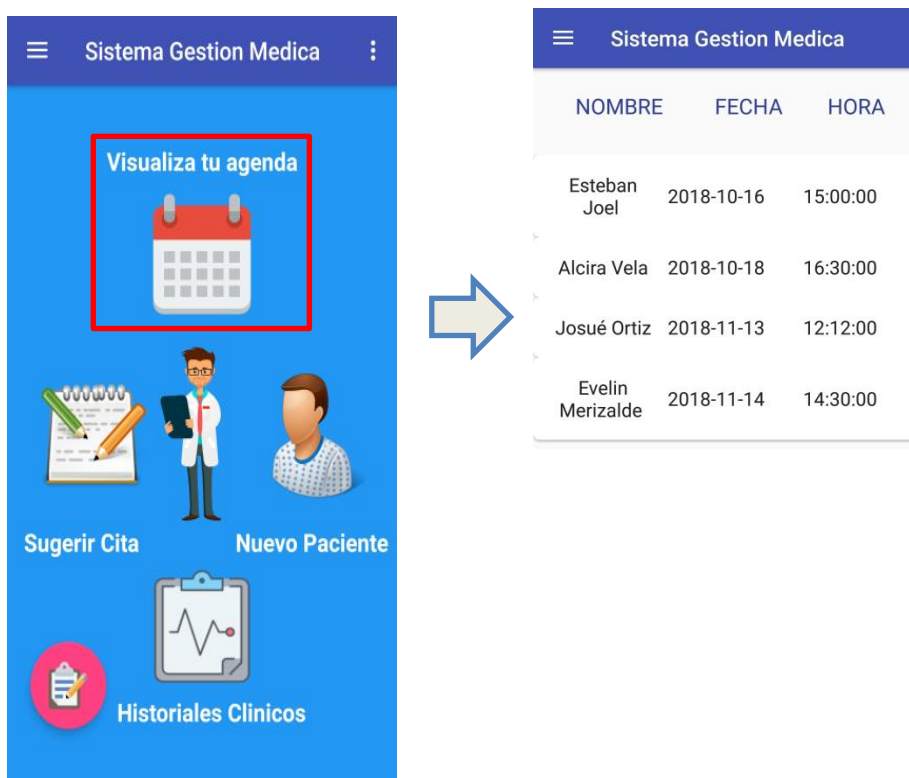 Sistema Gestion Medica
Visualiza tu agenda
Sugerir Cita
Nuevo Paciente
Historiales Clinicos
Sistema Gestion Medica
NOMBRE FECHA HORA
Esteban
Joel 2018-10-16 15:00:00
Alcira Vela 2018-10-18 16:30:00
Josué Ortiz 2018-11-13 12:12:00
Evelin
Merizalde 2018-11-14 14:30:00